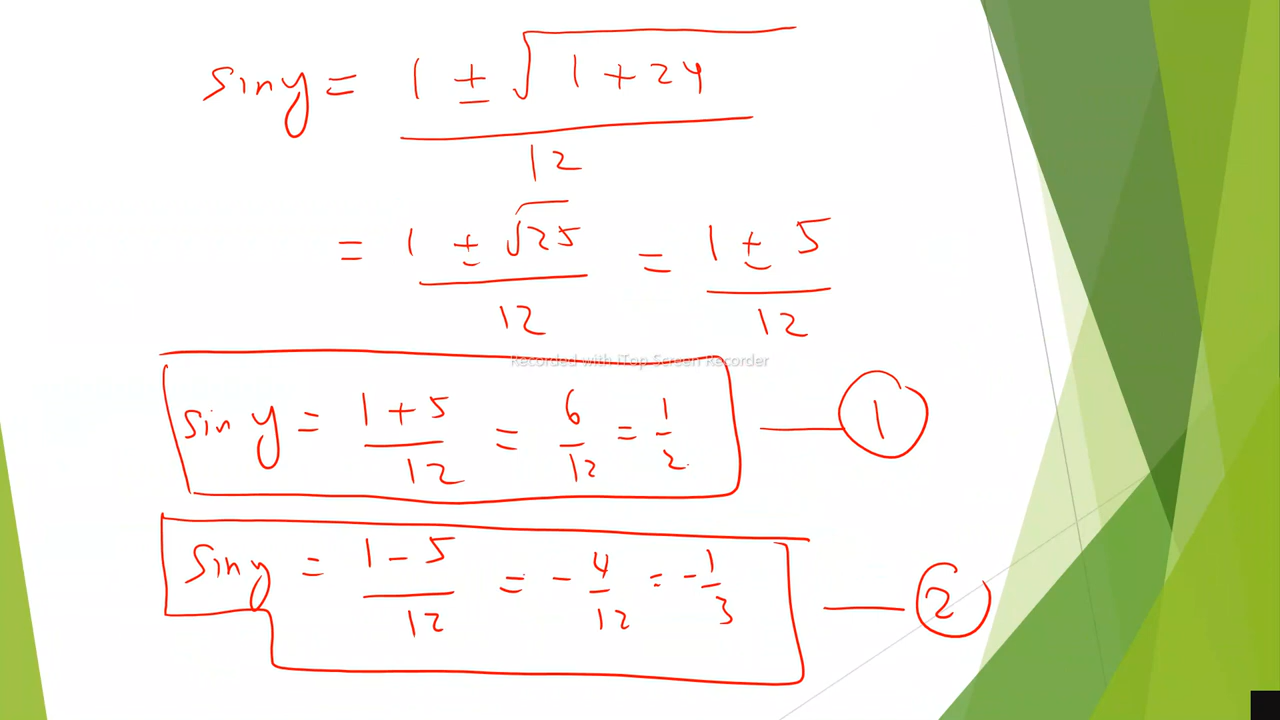 sin y = 1 ± √1 + 24 / 12
= 1 ± √25 / 12 = 1 ± 5 / 12
Recorded with iTop Screen Recorder
sin y = 1 + 5 / 12 = 6 / 12 = 1 / 2 — 1
sin y = 1 - 5 / 12 = - 4 / 12 = - 1 / 3 — 2